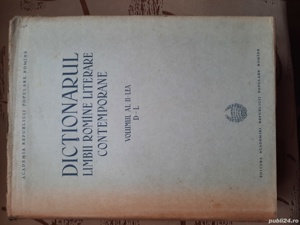 ACADEMIA REPUBLICII POPULARE ROMÎNE
DICȚIONARUL
LIMBII ROMÎNE LITERARE
CONTEMPORANE
VOLUMUL AL II-LEA
D-L
EDITURA ACADEMIEI REPUBLICII POPULARE ROMÎNE
publi24.ro